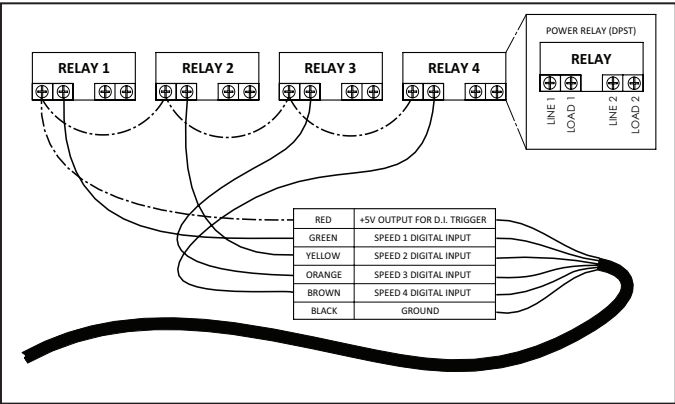 POWER RELAY (DPST)
RELAY 1
RELAY 2
RELAY 3
RELAY 4
RELAY
LINE 1
LOAD 1
LINE 2
LOAD 2
RED +5V OUTPUT FOR D.I. TRIGGER
GREEN SPEED 1 DIGITAL INPUT
YELLOW SPEED 2 DIGITAL INPUT
ORANGE SPEED 3 DIGITAL INPUT
BROWN SPEED 4 DIGITAL INPUT
BLACK GROUND